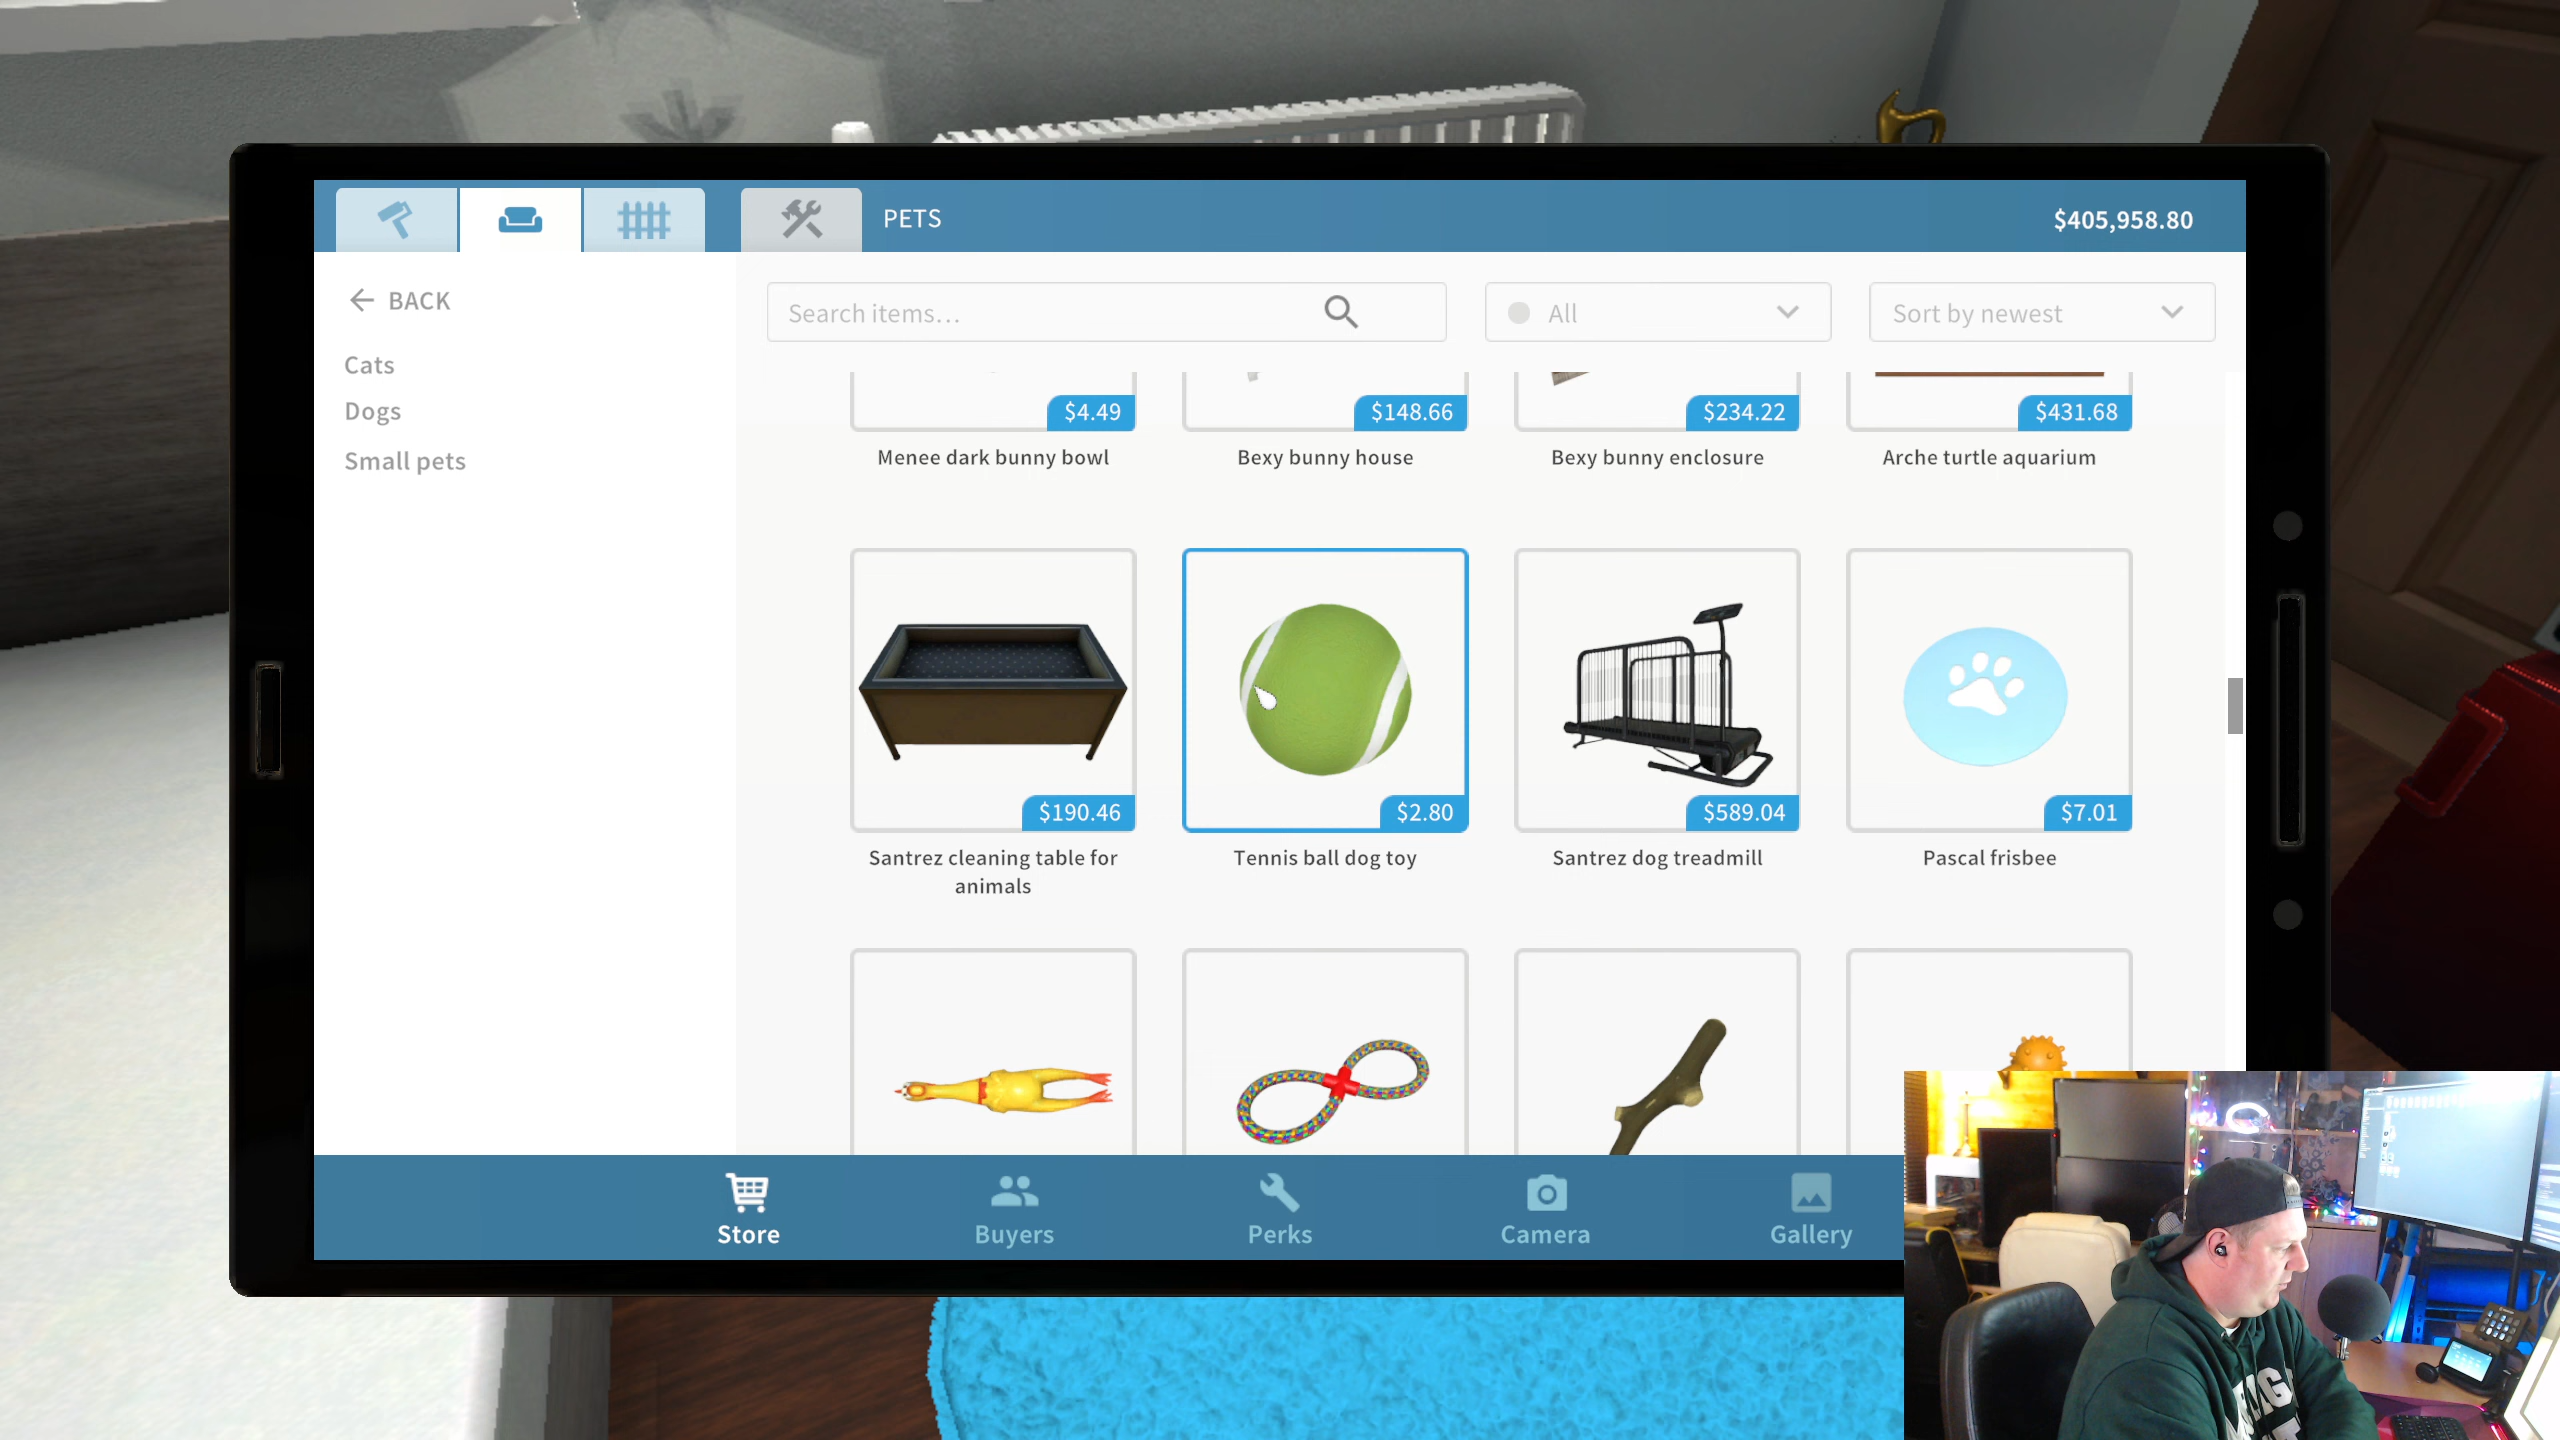 PETS
$405,958.80
BACK
Search items...
All
Sort by newest
Cats
Dogs
Small pets
$4.49
$148.66
$234.22
$431.68
Menee dark bunny bowl
Bexy bunny house
Bexy bunny enclosure
Arche turtle aquarium
$190.46
$2.80
$589.04
$7.01
Santrez cleaning table for
animals
Tennis ball dog toy
Santrez dog treadmill
Pascal frisbee
Store
Buyers
Perks
Camera
Gallery